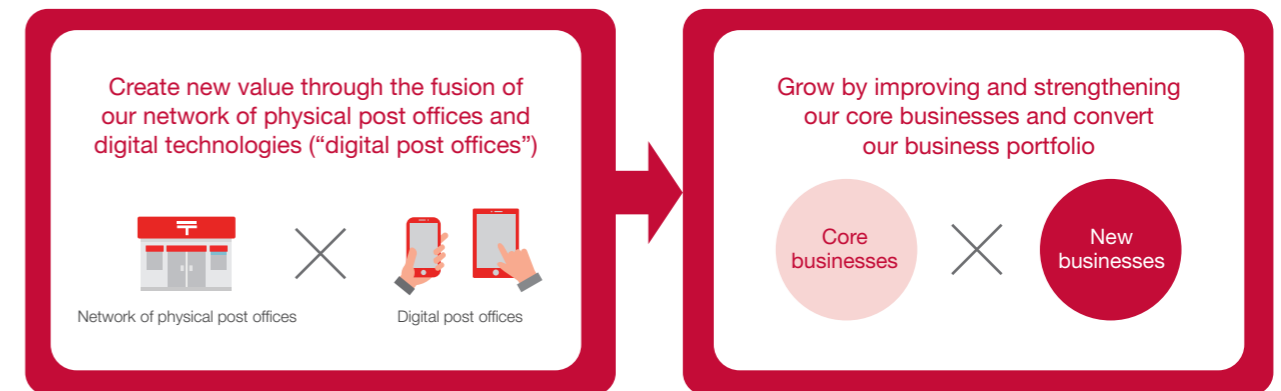 Create new value through the fusion of
our network of physical post offices and
digital technologies (“digital post offices”)
〒
Network of physical post offices
Digital post offices
Grow by improving and strengthening
our core businesses and convert
our business portfolio
Core
businesses
New
businesses